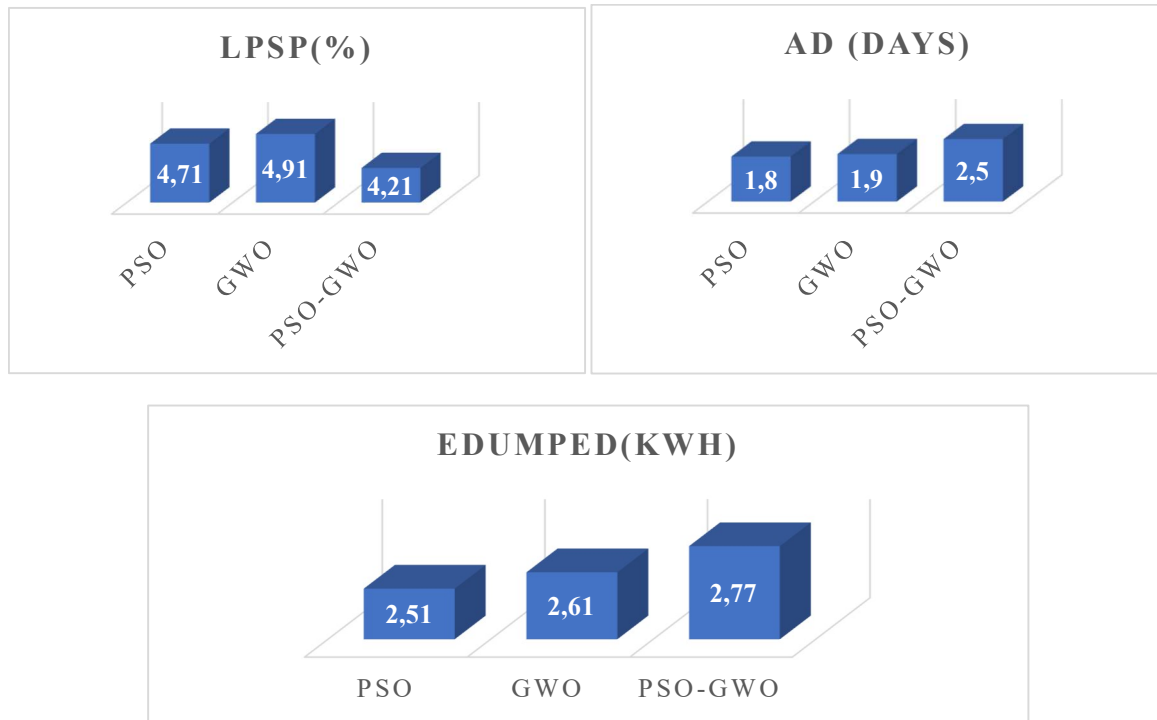 LPSP(%)
4,71
4,91
4,21
PSO
GWO
PSO-GWO
AD (DAYS)
1,8
1,9
2,5
PSO
GWO
PSO-GWO
EDUMPED(KWH)
2,51
2,61
2,77
PSO
GWO
PSO-GWO